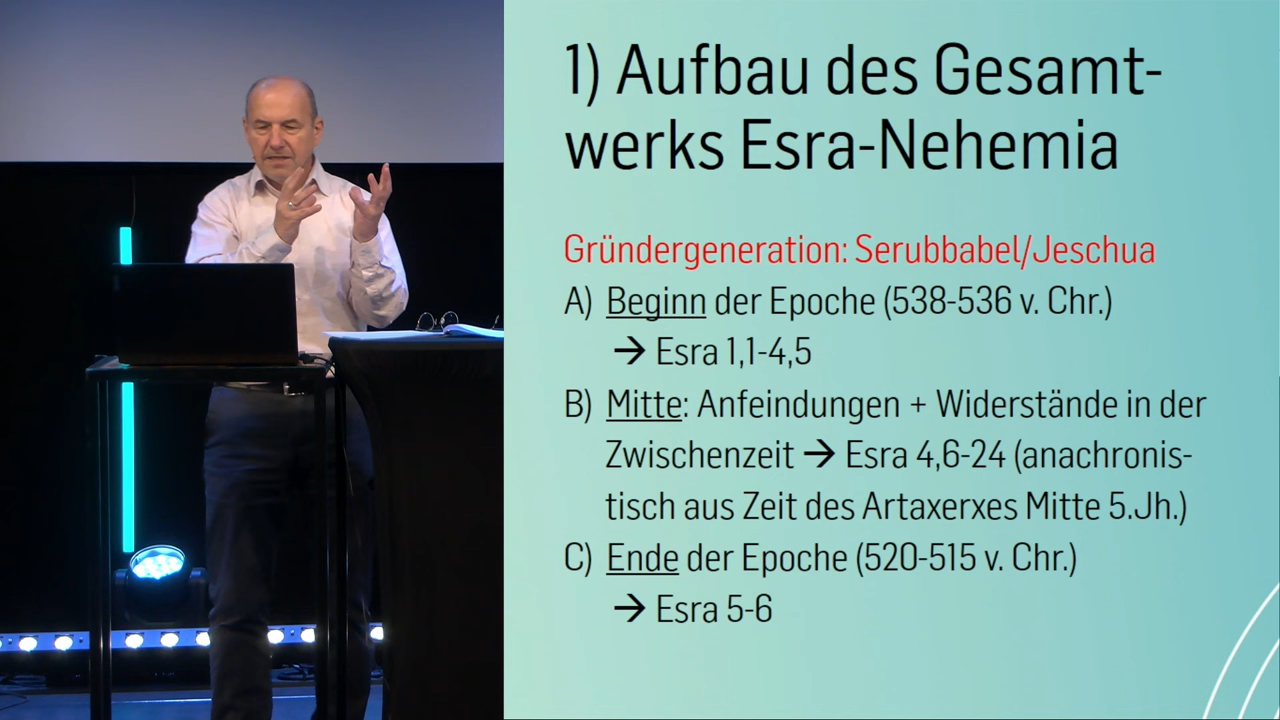 1) Aufbau des Gesamt-
werks Esra-Nehemia
Gründergeneration: Serubbabel/Jeschua
A) Beginn der Epoche (538-536 v. Chr.)
→ Esra 1,1-4,5
B) Mitte: Anfeindungen + Widerstände in der
Zwischenzeit → Esra 4,6-24 (anachronis-
tisch aus Zeit des Artaxerxes Mitte 5.Jh.)
C) Ende der Epoche (520-515 v. Chr.)
→ Esra 5-6